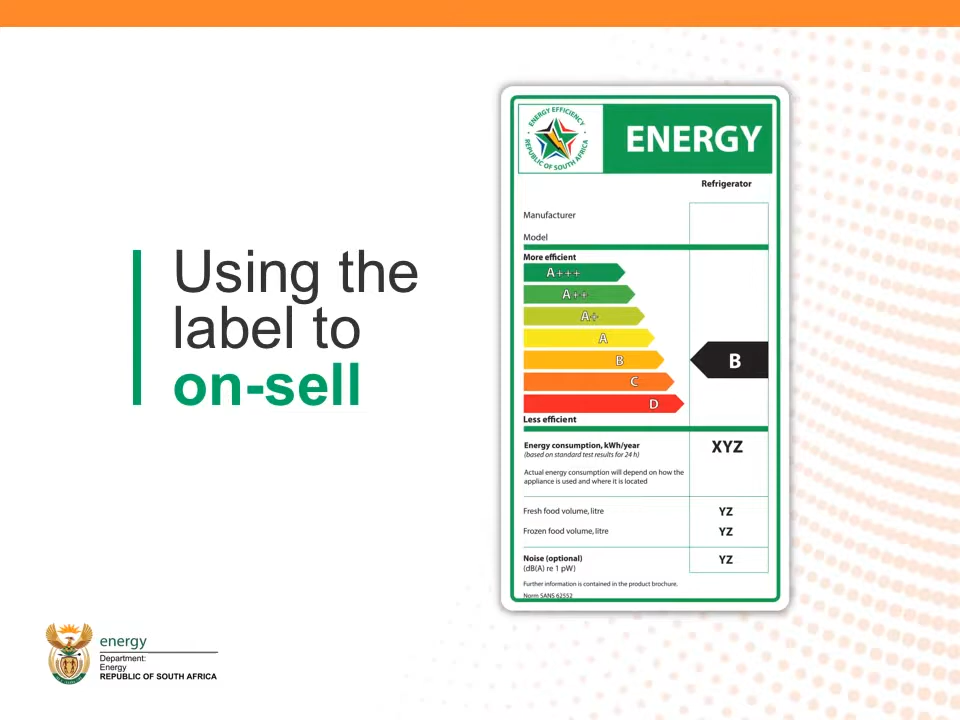 Using the
label to
on-sell
ENERGY EFFICIENCY
REPUBLIC OF SOUTH AFRICA
ENERGY
Refrigerator
Manufacturer
Model
More efficient
A+++
A++
A+
A
B
C
D
B
Less efficient
Energy consumption, kWh/year
(based on standard test results for 24 h)
XYZ
Actual energy consumption will depend on how the
appliance is used and where it is located
Fresh food volume, litre YZ
Frozen food volume, litre YZ
Noise (optional) YZ
(dB(A) re 1 pW)
Further information is contained in the product brochure.
Norm SANS 62552
energy
Department:
Energy
REPUBLIC OF SOUTH AFRICA